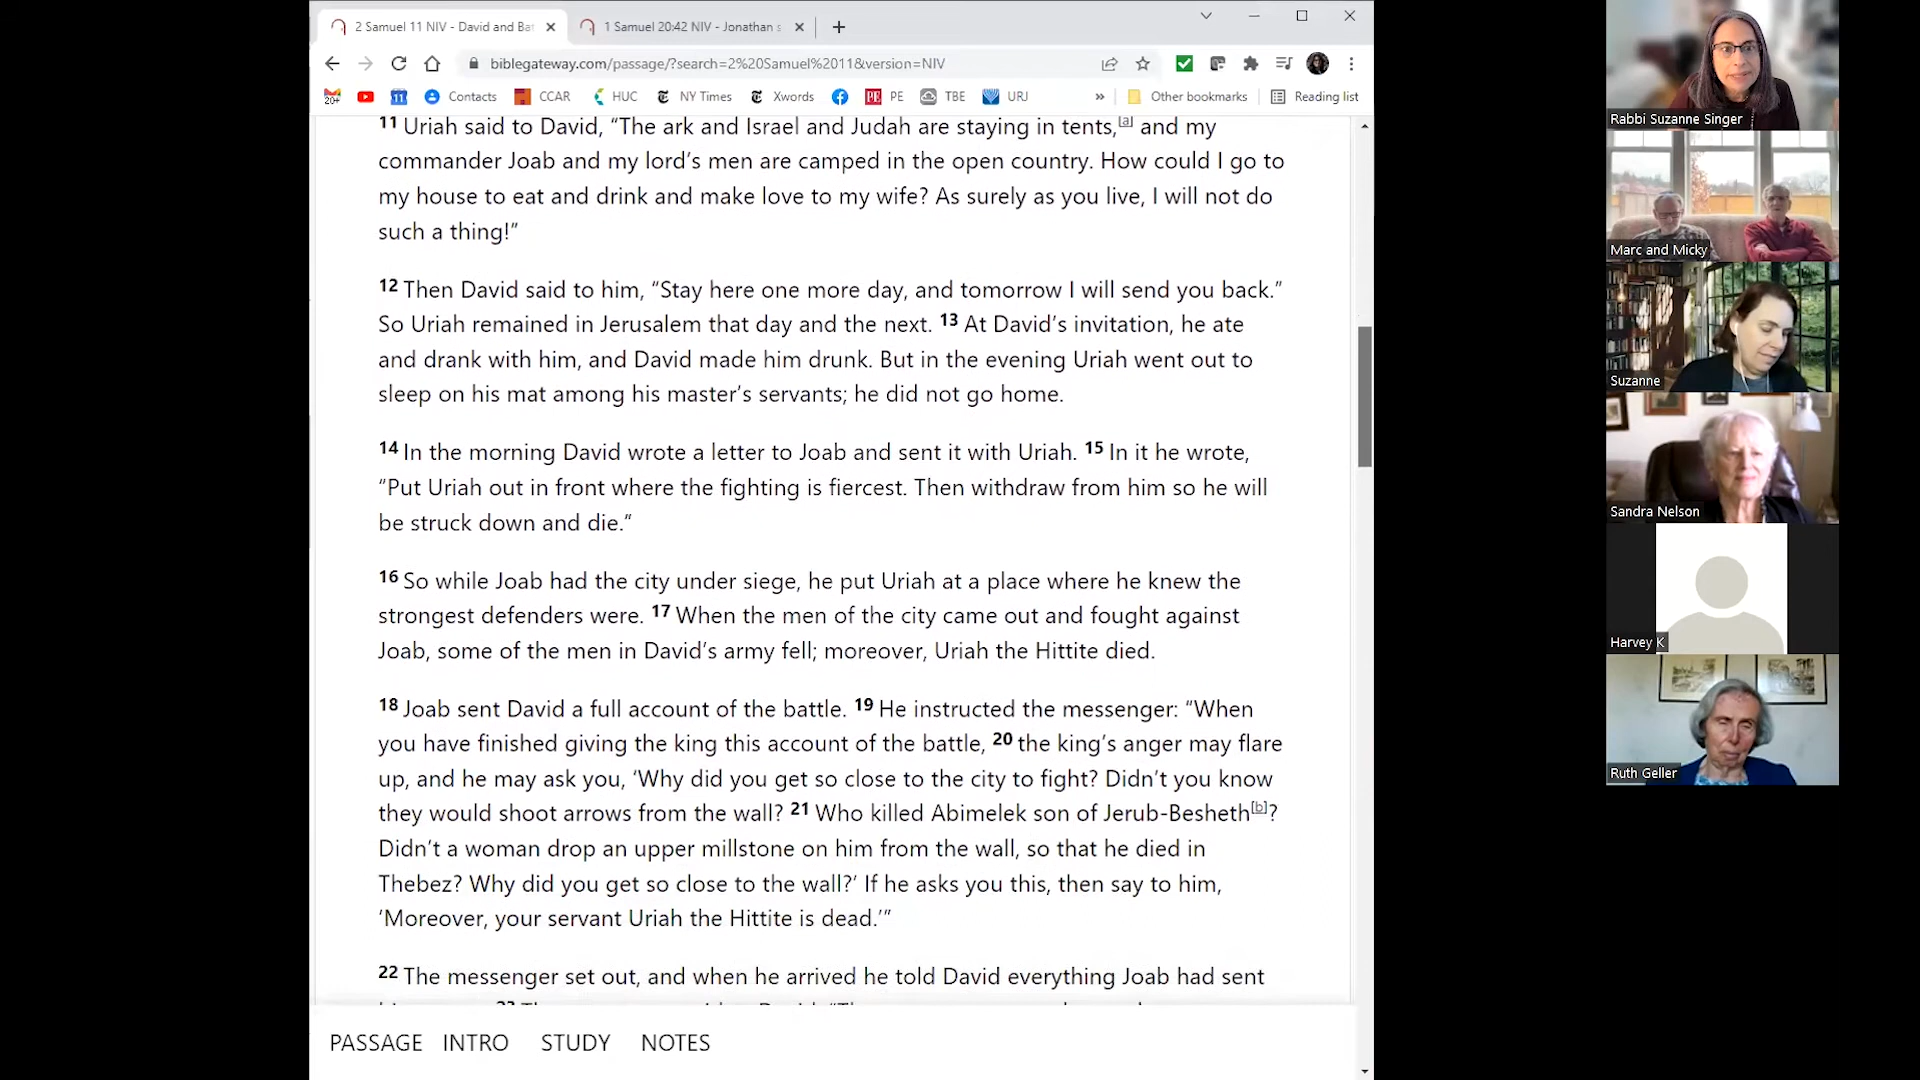 2 Samuel 11 NIV - David and Bat
1 Samuel 20:42 NIV - Jonathan s
biblegateway.com/passage/?search=2%20Samuel%2011&version=NIV
20+
11
Contacts
CCAR
HUC
NY Times
Xwords
PE PE
TBE
URJ
»
Other bookmarks
Reading list
11 Uriah said to David, “The ark and Israel and Judah are staying in tents,[a] and my
commander Joab and my lord’s men are camped in the open country. How could I go to
my house to eat and drink and make love to my wife? As surely as you live, I will not do
such a thing!”
12 Then David said to him, “Stay here one more day, and tomorrow I will send you back.”
So Uriah remained in Jerusalem that day and the next. 13 At David’s invitation, he ate
and drank with him, and David made him drunk. But in the evening Uriah went out to
sleep on his mat among his master’s servants; he did not go home.
14 In the morning David wrote a letter to Joab and sent it with Uriah. 15 In it he wrote,
“Put Uriah out in front where the fighting is fiercest. Then withdraw from him so he will
be struck down and die.”
16 So while Joab had the city under siege, he put Uriah at a place where he knew the
strongest defenders were. 17 When the men of the city came out and fought against
Joab, some of the men in David’s army fell; moreover, Uriah the Hittite died.
18 Joab sent David a full account of the battle. 19 He instructed the messenger: “When
you have finished giving the king this account of the battle, 20 the king’s anger may flare
up, and he may ask you, ‘Why did you get so close to the city to fight? Didn’t you know
they would shoot arrows from the wall? 21 Who killed Abimelek son of Jerub-Besheth[b]?
Didn’t a woman drop an upper millstone on him from the wall, so that he died in
Thebez? Why did you get so close to the wall?’ If he asks you this, then say to him,
‘Moreover, your servant Uriah the Hittite is dead.’”
22 The messenger set out, and when he arrived he told David everything Joab had sent
PASSAGE INTRO STUDY NOTES
Rabbi Suzanne Singer
Marc and Micky
Suzanne
Sandra Nelson
Harvey K
Ruth Geller